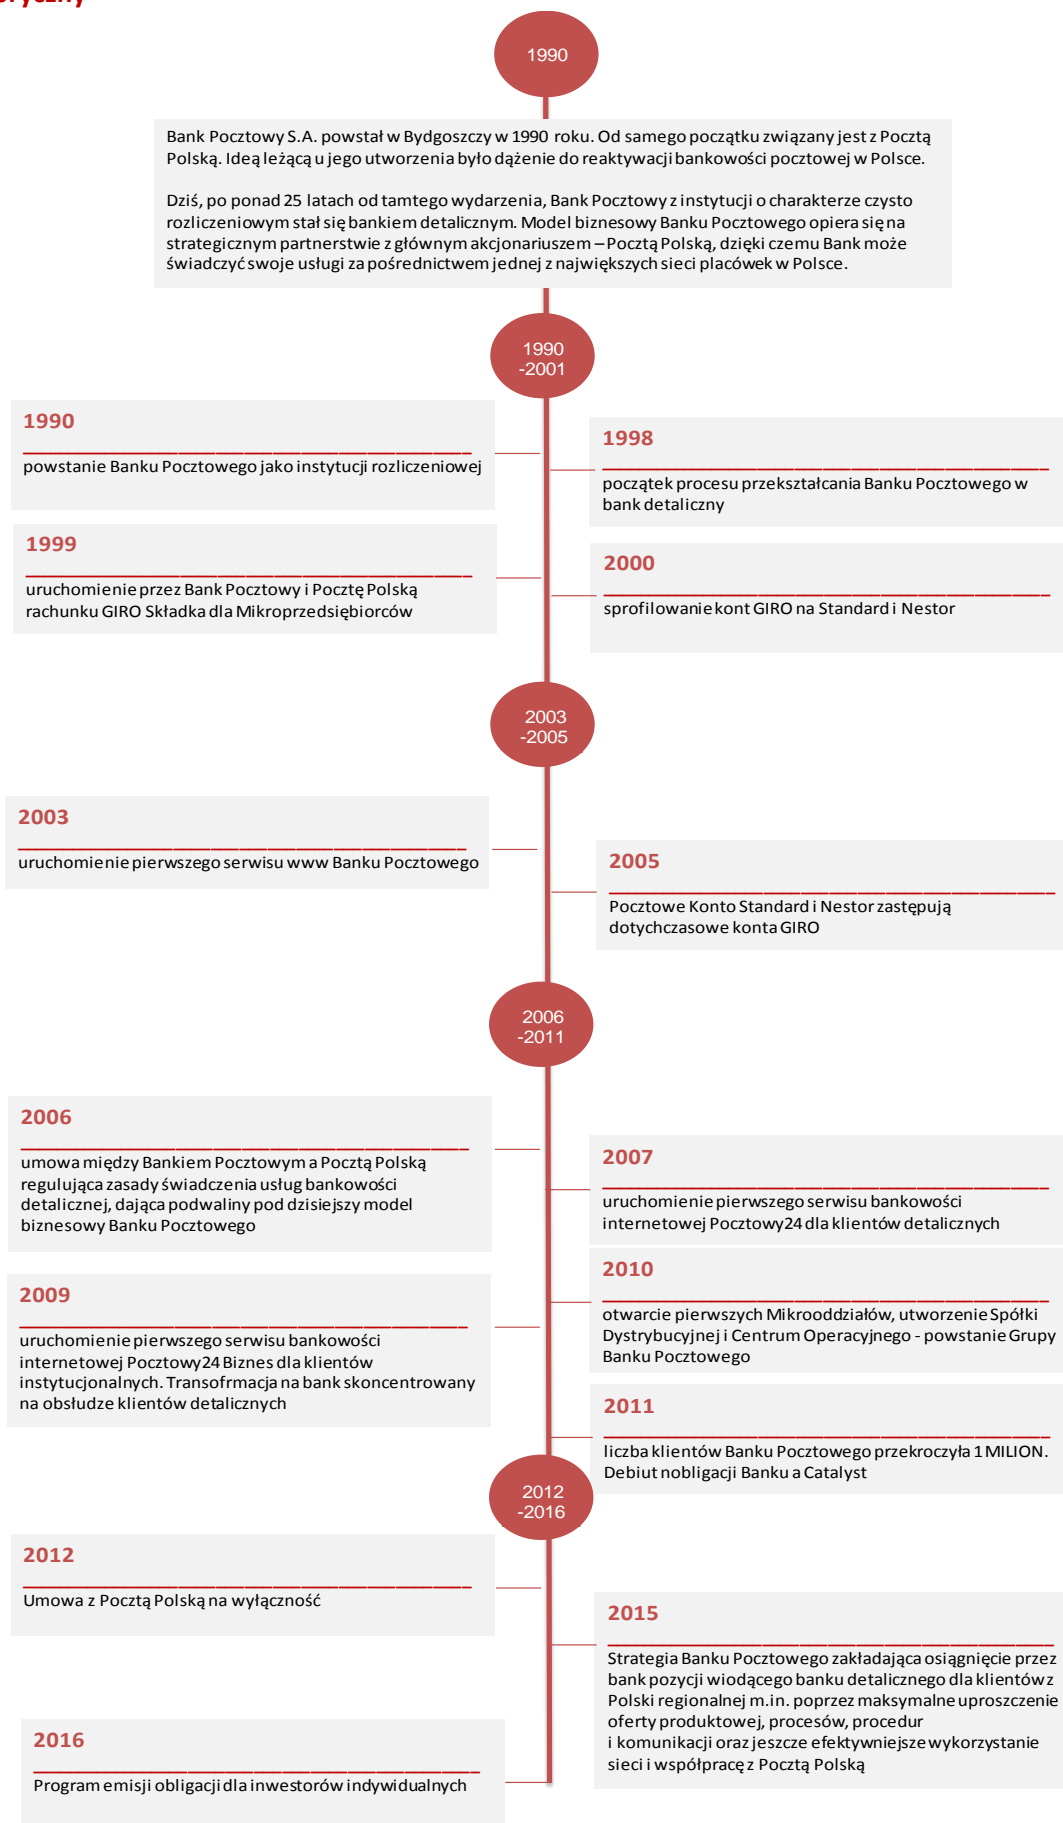 1990
Bank Pocztowy S.A. powstał w Bydgoszczy w 1990 roku. Od samego początku związany jest z Pocztą
Polską. Ideą leżącą u jego utworzenia było dążenie do reaktywacji bankowości pocztowej w Polsce.
Dziś, po ponad 25 latach od tamtego wydarzenia, Bank Pocztowy z instytucji o charakterze czysto
rozliczeniowym stał się bankiem detalicznym. Model biznesowy Banku Pocztowego opiera się na
strategicznym partnerstwie z głównym akcjonariuszem – Pocztą Polską, dzięki czemu Bank może
świadczyć swoje usługi za pośrednictwem jednej z największych sieci placówek w Polsce.
1990
-2001
1990
powstanie Banku Pocztowego jako instytucji rozliczeniowej
1998
początek procesu przekształcania Banku Pocztowego w
bank detaliczny
1999
uruchomienie przez Bank Pocztowy i Pocztę Polską
rachunku GIRO Składka dla Mikroprzedsiębiorców
2000
sprofilowanie kont GIRO na Standard i Nestor
2003
-2005
2003
uruchomienie pierwszego serwisu www Banku Pocztowego
2005
Pocztowe Konto Standard i Nestor zastępują
dotychczasowe konta GIRO
2006
-2011
2006
umowa między Bankiem Pocztowym a Pocztą Polską
regulująca zasady świadczenia usług bankowości
detalicznej, dająca podwaliny pod dzisiejszy model
biznesowy Banku Pocztowego
2007
uruchomienie pierwszego serwisu bankowości
internetowej Pocztowy24 dla klientów detalicznych
2009
uruchomienie pierwszego serwisu bankowości
internetowej Pocztowy24 Biznes dla klientów
instytucjonalnych. Transofrmacja na bank skoncentrowany
na obsłudze klientów detalicznych
2010
otwarcie pierwszych Mikrooddziałów, utworzenie Spółki
Dystrybucyjnej i Centrum Operacyjnego - powstanie Grupy
Banku Pocztowego
2011
liczba klientów Banku Pocztowego przekroczyła 1 MILION.
Debiut nobligacji Banku a Catalyst
2012
-2016
2012
Umowa z Pocztą Polską na wyłączność
2015
Strategia Banku Pocztowego zakładająca osiągnięcie przez
bank pozycji wiodącego banku detalicznego dla klientów z
Polski regionalnej m.in. poprzez maksymalne uproszczenie
oferty produktowej, procesów, procedur
i komunikacji oraz jeszcze efektywniejsze wykorzystanie
sieci i współpracę z Pocztą Polską
2016
Program emisji obligacji dla inwestorów indywidualnych